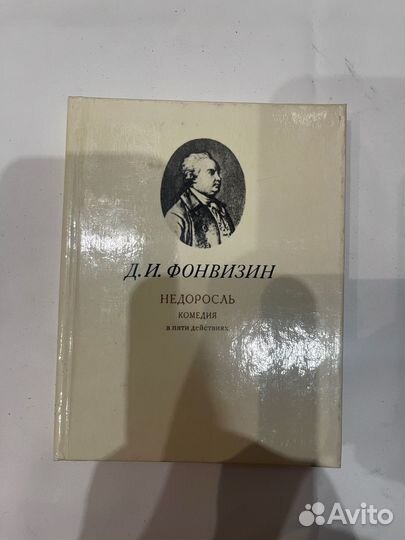 Д.И. ФОНВИЗИН
НЕДОРОСЛЬ
КОМЕДИЯ
в пяти действиях
Avito